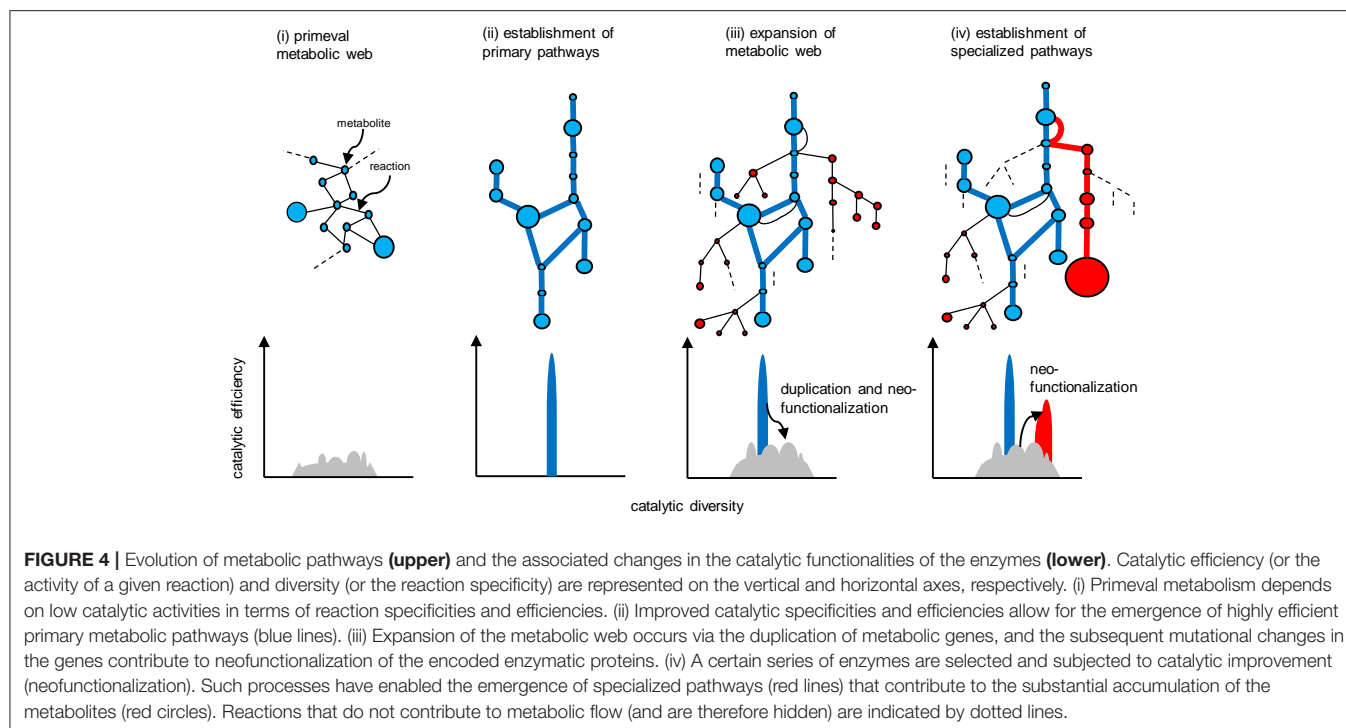 (i) primeval
metabolic web
(ii) establishment of
primary pathways
(iii) expansion of
metabolic web
(iv) establishment of
specialized pathways
metabolite
reaction
catalytic efficiency
duplication and neo-
functionalization
neo-
functionalization
catalytic diversity
FIGURE 4 | Evolution of metabolic pathways (upper) and the associated changes in the catalytic functionalities of the enzymes (lower). Catalytic efficiency (or the
activity of a given reaction) and diversity (or the reaction specificity) are represented on the vertical and horizontal axes, respectively. (i) Primeval metabolism depends
on low catalytic activities in terms of reaction specificities and efficiencies. (ii) Improved catalytic specificities and efficiencies allow for the emergence of highly efficient
primary metabolic pathways (blue lines). (iii) Expansion of the metabolic web occurs via the duplication of metabolic genes, and the subsequent mutational changes in
the genes contribute to neofunctionalization of the encoded enzymatic proteins. (iv) A certain series of enzymes are selected and subjected to catalytic improvement
(neofunctionalization). Such processes have enabled the emergence of specialized pathways (red lines) that contribute to the substantial accumulation of the
metabolites (red circles). Reactions that do not contribute to metabolic flow (and are therefore hidden) are indicated by dotted lines.